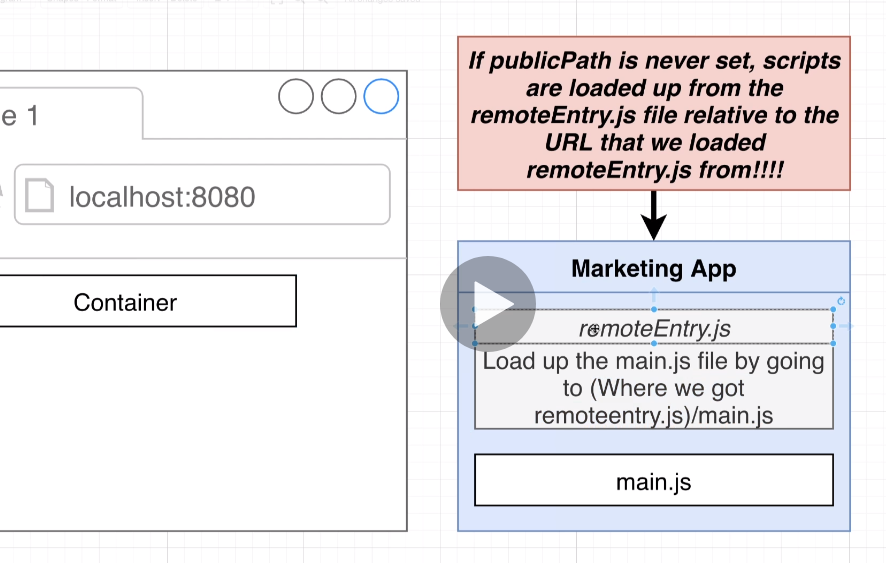 e 1
localhost:8080
Container
If publicPath is never set, scripts
are loaded up from the
remoteEntry.js file relative to the
URL that we loaded
remoteEntry.js from!!!!
Marketing App
remoteEntry.js
Load up the main.js file by going
to (Where we got
remoteentry.js)/main.js
main.js